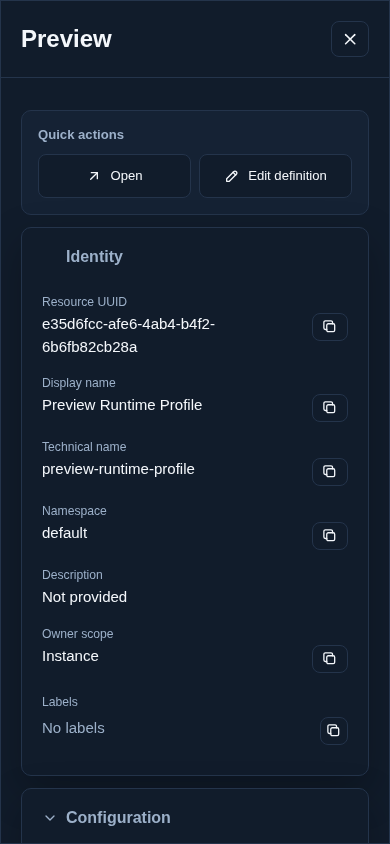 Preview
Quick actions
Open
Edit definition
Identity
Resource UUID
e35d6fcc-afe6-4ab4-b4f2-
6b6fb82cb28a
Display name
Preview Runtime Profile
Technical name
preview-runtime-profile
Namespace
default
Description
Not provided
Owner scope
Instance
Labels
No labels
Configuration